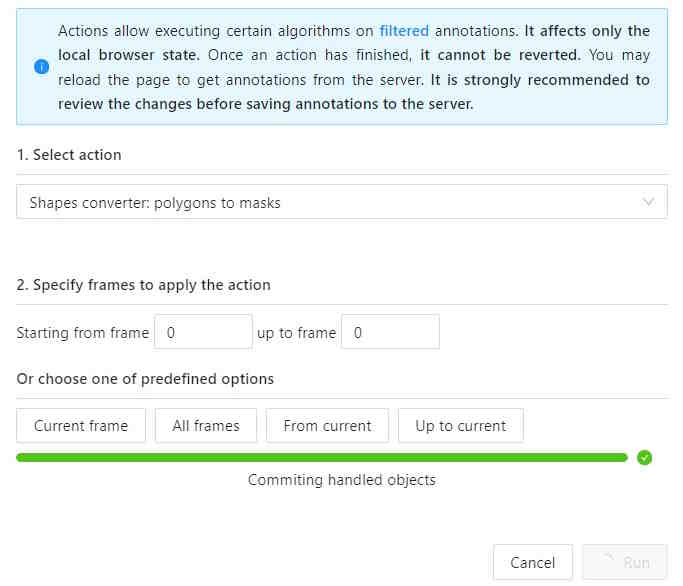 Actions allow executing certain algorithms on filtered annotations. It affects only the
local browser state. Once an action has finished, it cannot be reverted. You may
reload the page to get annotations from the server. It is strongly recommended to
review the changes before saving annotations to the server.
1. Select action
Shapes converter: polygons to masks
2. Specify frames to apply the action
Starting from frame 0 up to frame 0
Or choose one of predefined options
Current frame All frames From current Up to current
Commiting handled objects
Cancel Run